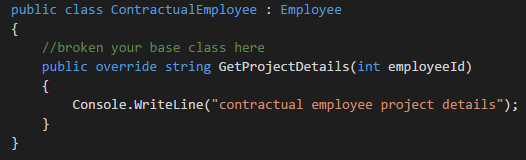 public class ContractualEmployee : Employee
{
    //broken your base class here
    public override string GetProjectDetails(int employeeId)
    {
        Console.WriteLine("contractual employee project details");
    }
}